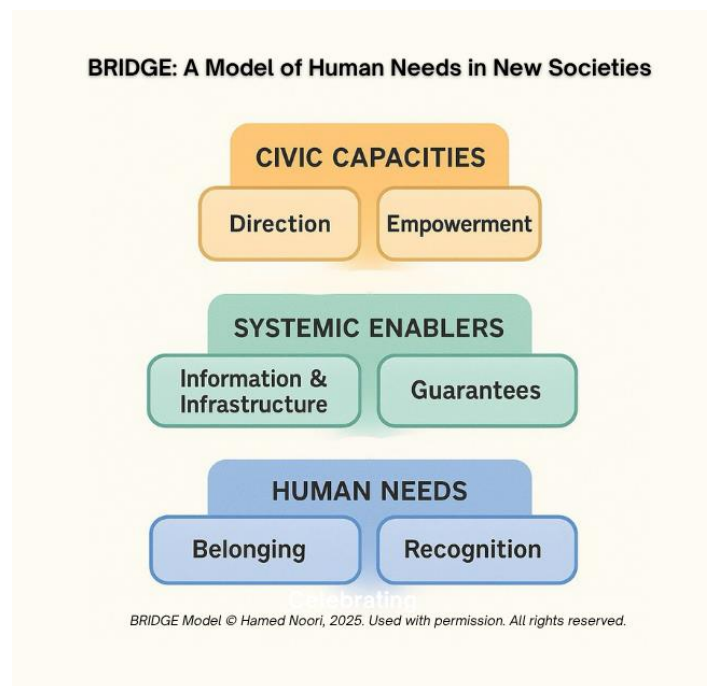 BRIDGE: A Model of Human Needs in New Societies
CIVIC CAPACITIES
Direction
Empowerment
SYSTEMIC ENABLERS
Information &
Infrastructure
Guarantees
HUMAN NEEDS
Belonging
Recognition
Celebrating
BRIDGE Model © Hamed Noori, 2025. Used with permission. All rights reserved.